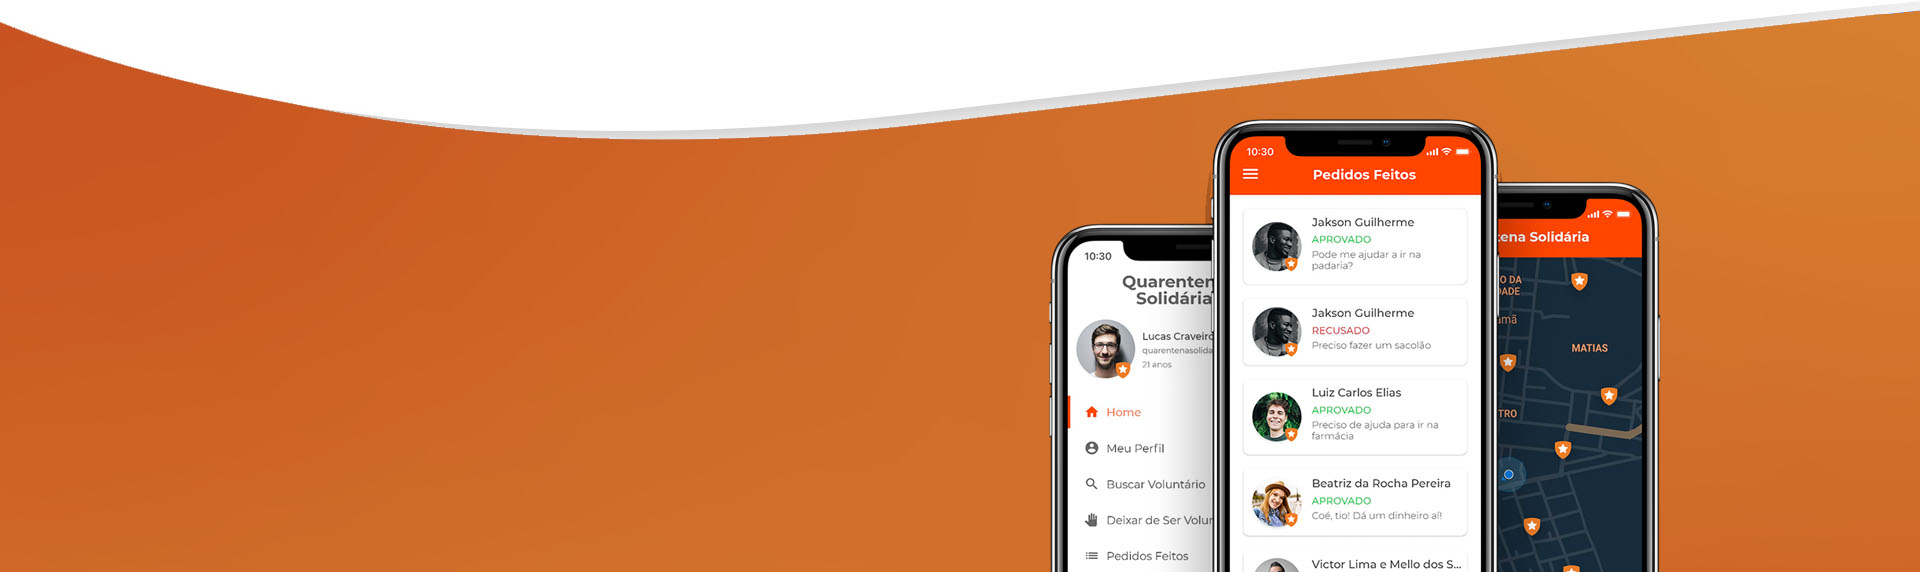 10:30
Quarenten
Solidária
Lucas Craveiro
quarentenasolida
21 anos
Home
Meu Perfil
Buscar Voluntário
Deixar de Ser Volun
Pedidos Feitos
10:30
Pedidos Feitos
Jakson Guilherme
APROVADO
Pode me ajudar a ir na
padaria?
Jakson Guilherme
RECUSADO
Preciso fazer um sacolão
Luiz Carlos Elias
APROVADO
Preciso de ajuda para ir na
farmácia
Beatriz da Rocha Pereira
APROVADO
Coé, tio! Dá um dinheiro aí!
Victor Lima e Mello dos S...
tena Solidária
O DA
DADE
amã
MATIAS
TRO